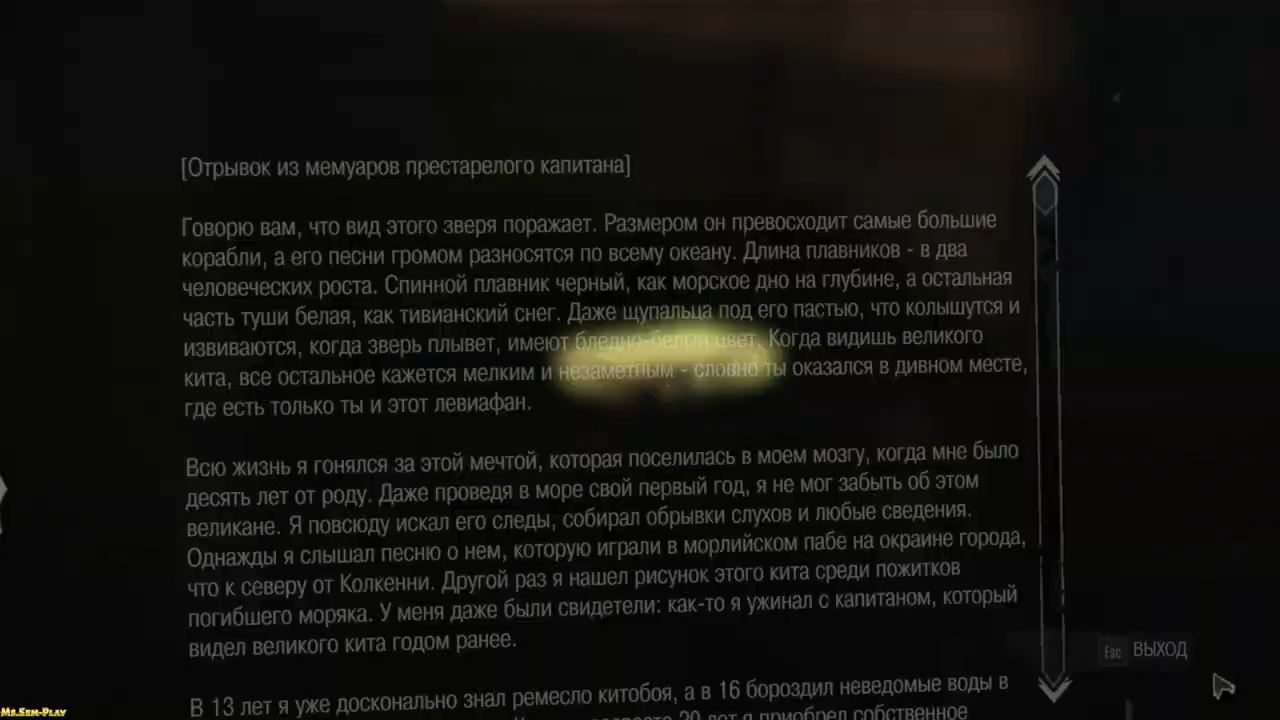 [Отрывок из мемуаров престарелого капитана]
Говорю вам, что вид этого зверя поражает. Размером он превосходит самые большие
корабли, а его песни громом разносятся по всему океану. Длина плавников - в два
человеческих роста. Спинной плавник черный, как морское дно на глубине, а остальная
часть туши белая, как тивианский снег. Даже щупальца под его пастью, что колышутся и
извиваются, когда зверь плывет, имеют бледно-белый цвет. Когда видишь великого
кита, все остальное кажется мелким и незаметным - словно ты оказался в дивном месте,
где есть только ты и этот левиафан.
Всю жизнь я гонялся за этой мечтой, которая поселилась в моем мозгу, когда мне было
десять лет от роду. Даже проведя в море свой первый год, я не мог забыть об этом
великане. Я повсюду искал его следы, собирал обрывки слухов и любые сведения.
Однажды я слышал песню о нем, которую играли в морлийском пабе на окраине города,
что к северу от Колкенни. Другой раз я нашел рисунок этого кита среди пожитков
погибшего моряка. У меня даже были свидетели: как-то я ужинал с капитаном, который
видел великого кита годом ранее.
Esc ВЫХОД
В 13 лет я уже досконально знал ремесло китобоя, а в 16 бороздил неведомые воды в
20 лет я приобрел собственное
Mr.Sem-Play